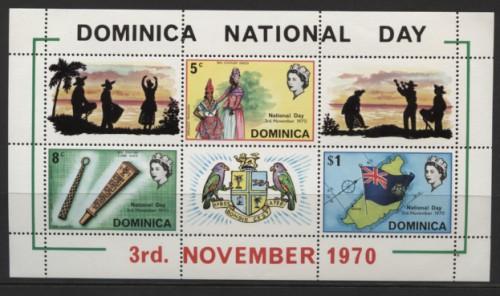 DOMINICA NATIONAL DAY
5c
National Day
3rd November 1970
DOMINICA
8c
National Day
3rd November 1970
DOMINICA
$1
National Day
3rd November 1970
DOMINICA
3rd. NOVEMBER 1970